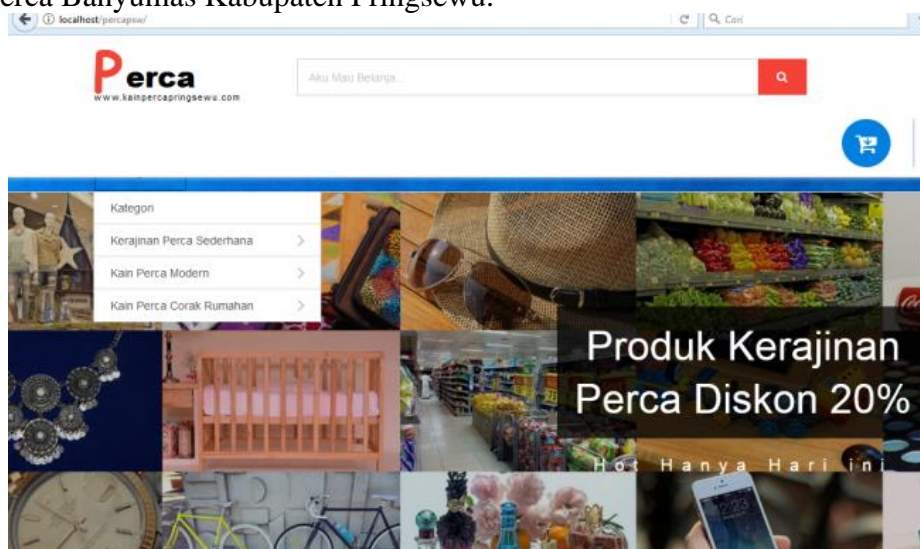 erca Banyumas Kabupaten Pringsewu.
localhost/percapsw/
Cari
Perca
www.kainpercapringsewu.com
Aku Mau Belanja...
Kategori
Kerajinan Perca Sederhana
Kain Perca Modern
Kain Perca Corak Rumahan
Produk Kerajinan
Perca Diskon 20%
Hot Hanya Hari ini